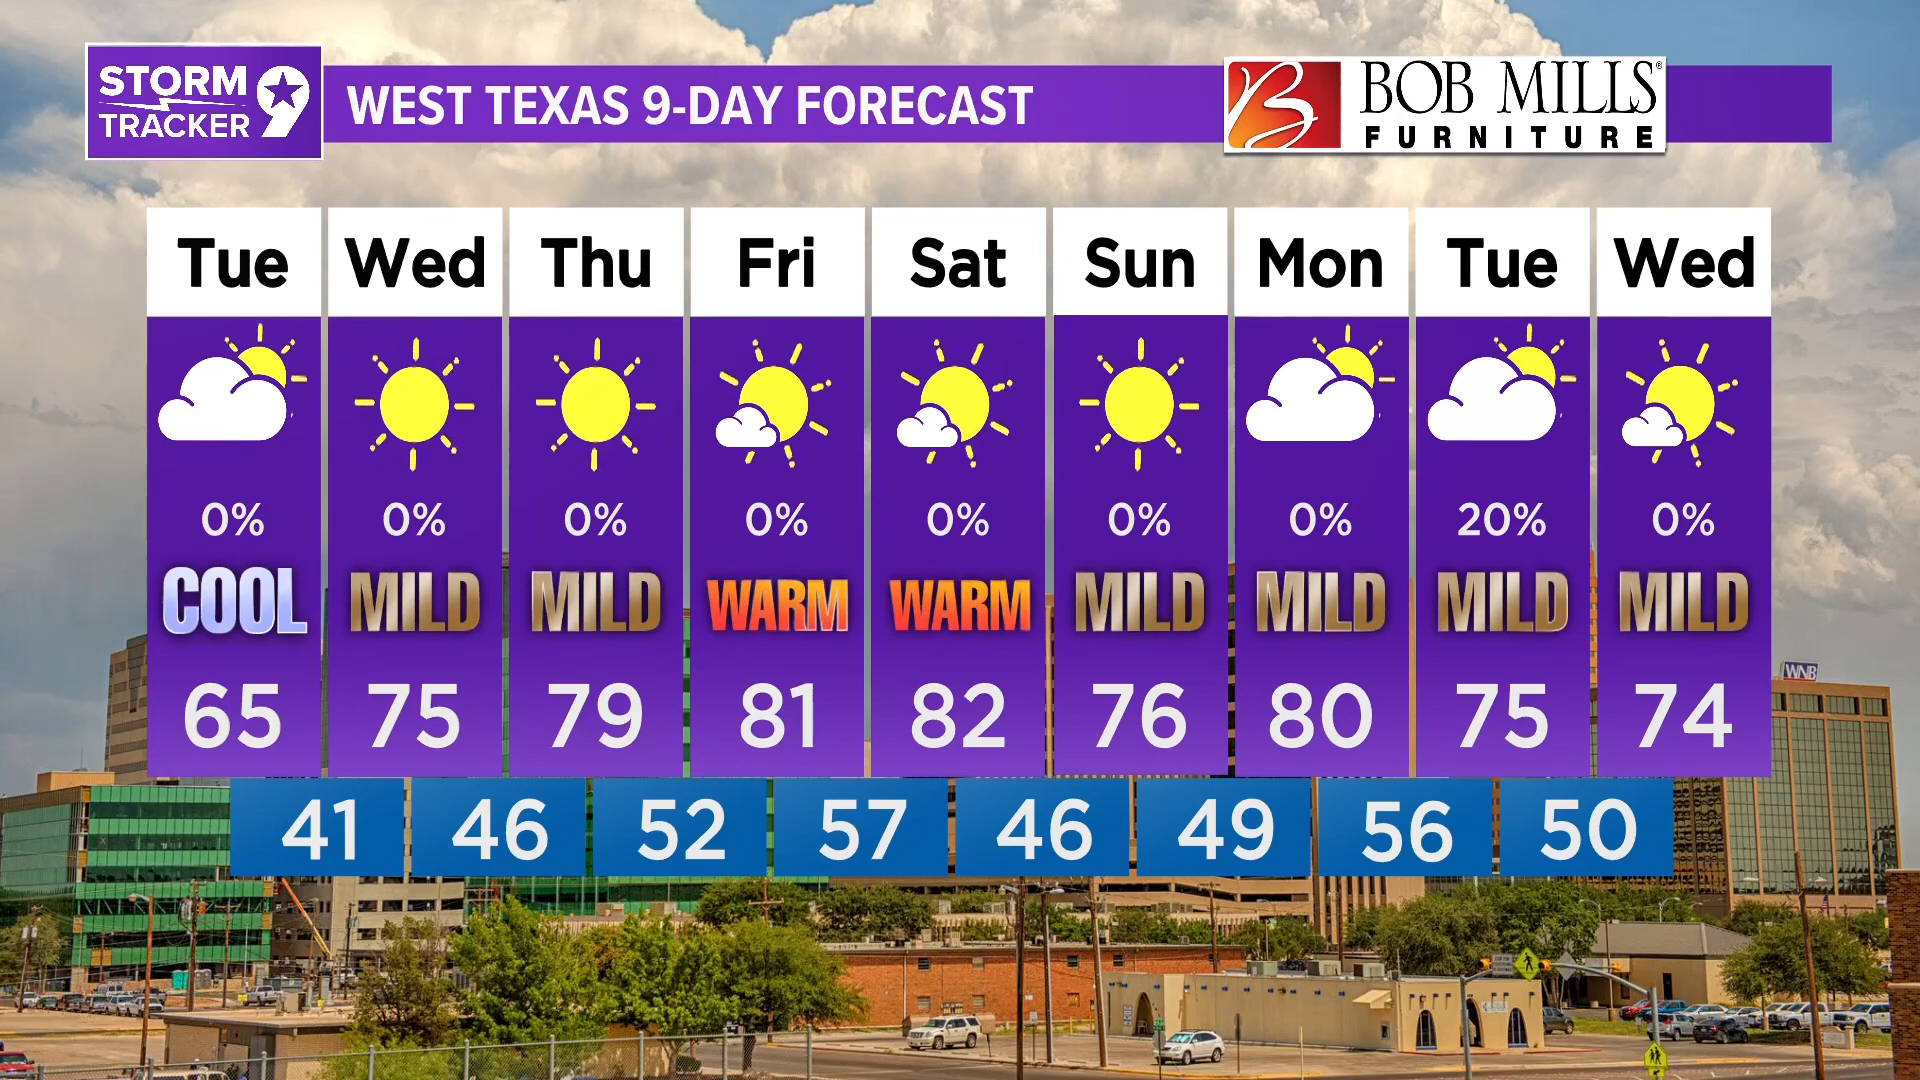 STORM
TRACKER 9
WEST TEXAS 9-DAY FORECAST
BOB MILLS®
FURNITURE
Tue Wed Thu Fri Sat Sun Mon Tue Wed
0% 0% 0% 0% 0% 0% 0% 20% 0%
COOL MILD MILD WARM WARM MILD MILD MILD MILD
WNB
65 75 79 81 82 76 80 75 74
41 46 52 57 46 49 56 50